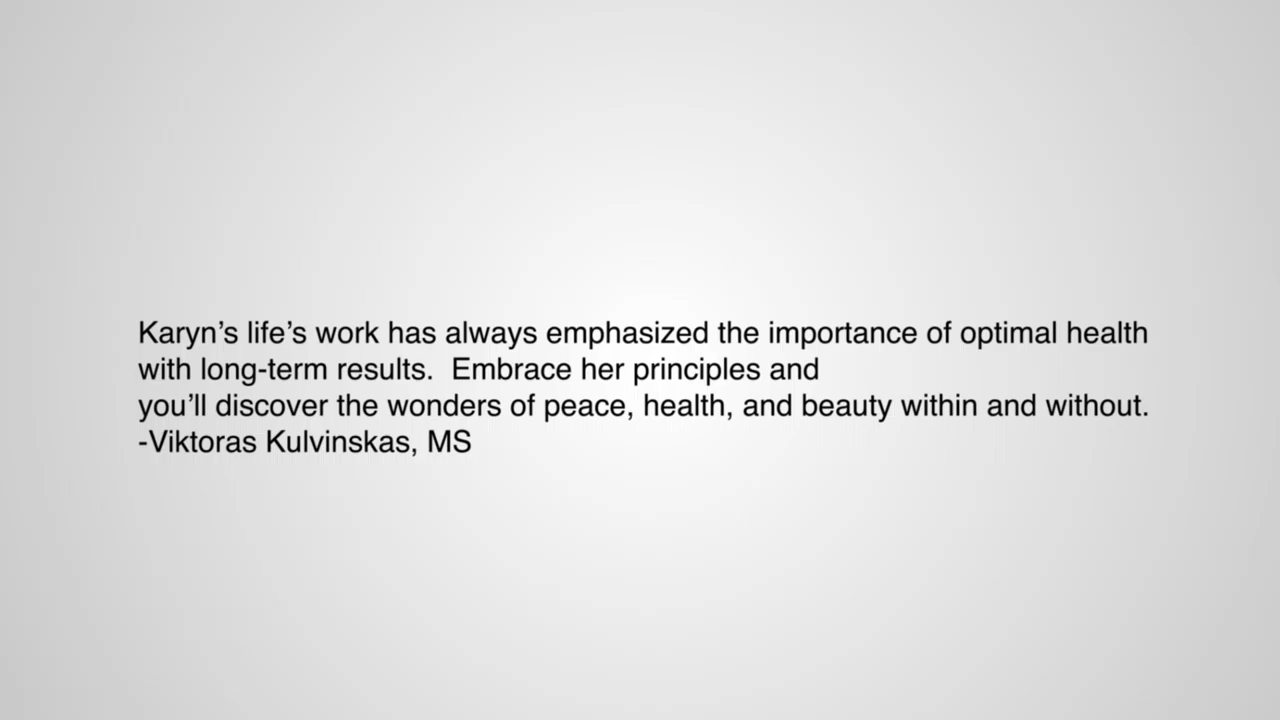 Karyn’s life’s work has always emphasized the importance of optimal health
with long-term results.  Embrace her principles and
you’ll discover the wonders of peace, health, and beauty within and without.
-Viktoras Kulvinskas, MS